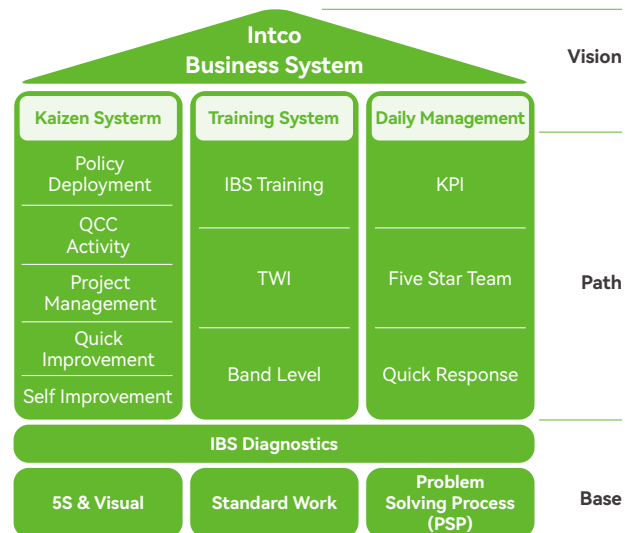 Intco
Business System
Vision
Kaizen Systerm
Policy
Deployment
QCC
Activity
Project
Management
Quick
Improvement
Self Improvement
Training System
IBS Training
TWI
Band Level
Daily Management
KPI
Five Star Team
Quick Response
Path
IBS Diagnostics
5S & Visual
Standard Work
Problem
Solving Process
(PSP)
Base